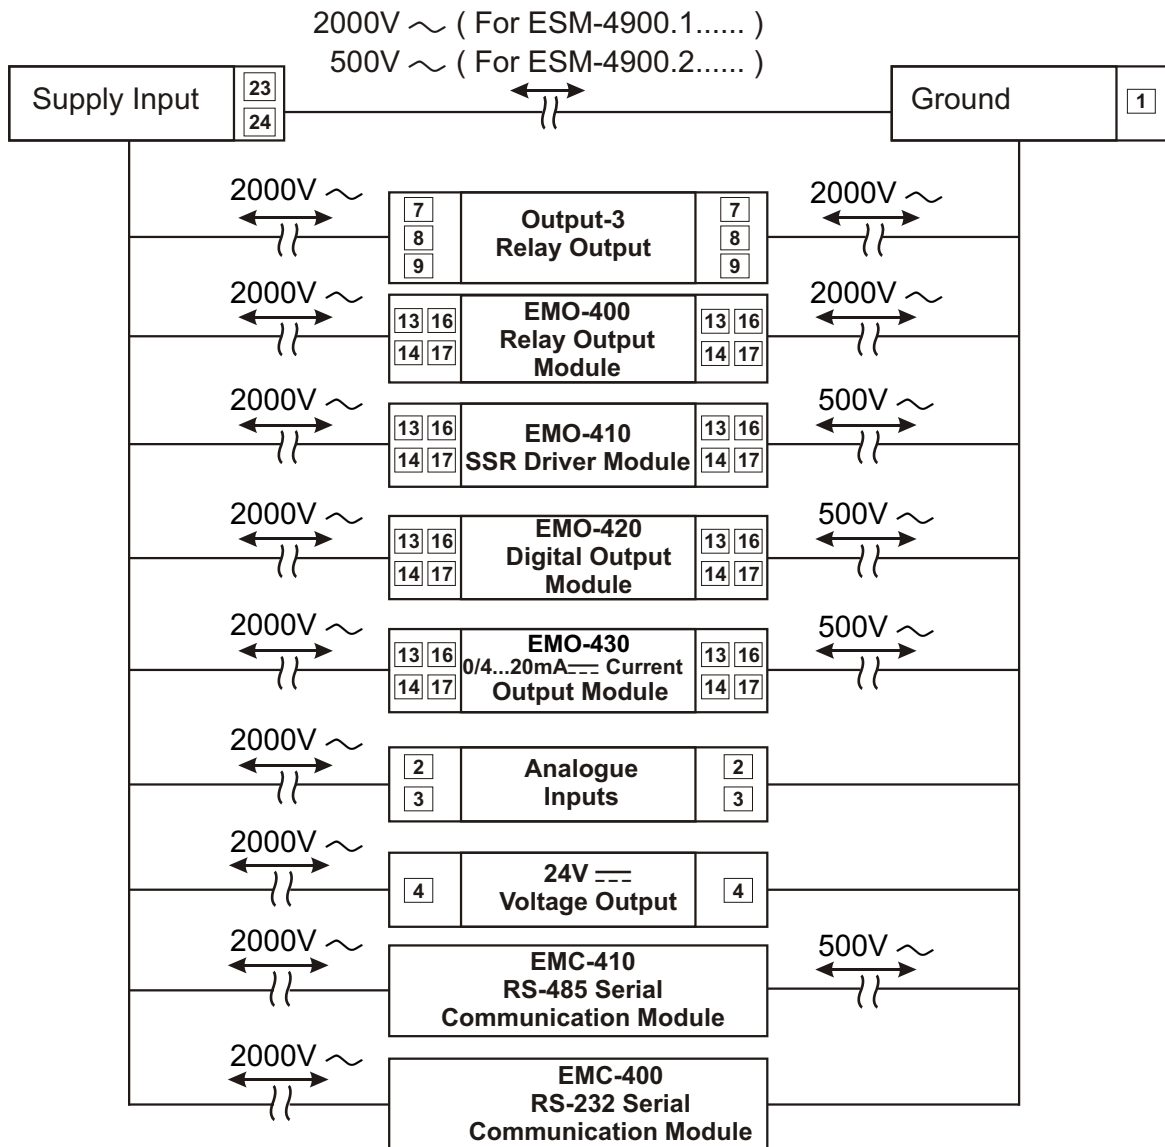 2000V ~ ( For ESM-4900.1...... )
500V ~ ( For ESM-4900.2...... )
Supply Input
23
24
Ground
1
2000V ~
7
8
9
Output-3
Relay Output
7
8
9
2000V ~
2000V ~
13 16
14 17
EMO-400
Relay Output
Module
13 16
14 17
2000V ~
2000V ~
13 16
14 17
EMO-410
SSR Driver Module
13 16
14 17
500V ~
2000V ~
13 16
14 17
EMO-420
Digital Output
Module
13 16
14 17
500V ~
2000V ~
13 16
14 17
EMO-430
0/4...20mA⎓ Current
Output Module
13 16
14 17
500V ~
2000V ~
2
3
Analogue
Inputs
2
3
2000V ~
4
24V ⎓
Voltage Output
4
2000V ~
EMC-410
RS-485 Serial
Communication Module
500V ~
2000V ~
EMC-400
RS-232 Serial
Communication Module